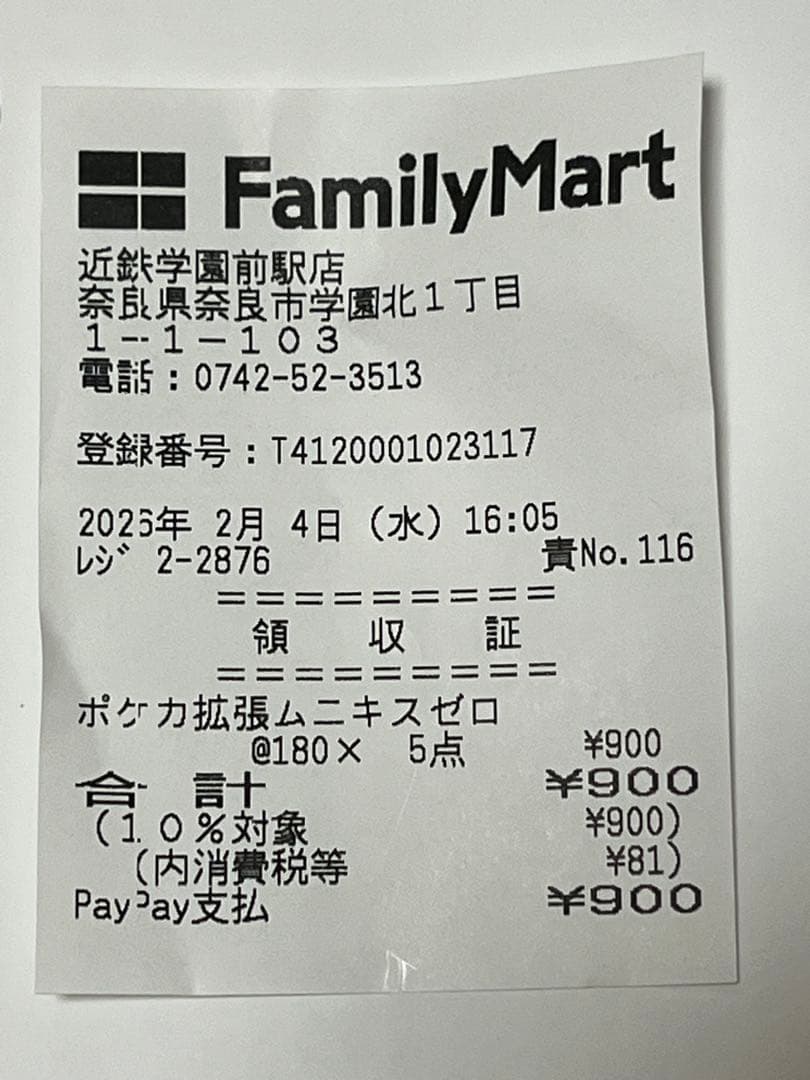 FamilyMart
近鉄学園前駅店
奈良県奈良市学園北1丁目
1－1－103
電話：0742-52-3513
登録番号：T4120001023117
2026年 2月 4日（水）16:05
ﾚｼﾞ 2-2876 責No.116
＝＝＝＝＝＝＝＝＝
領 収 証
＝＝＝＝＝＝＝＝＝
ポケカ拡張ムニキスゼロ
@180× 5点 ¥900
合 計 ¥900
（10％対象 ¥900）
（内消費税等 ¥81）
PayPay支払 ¥900